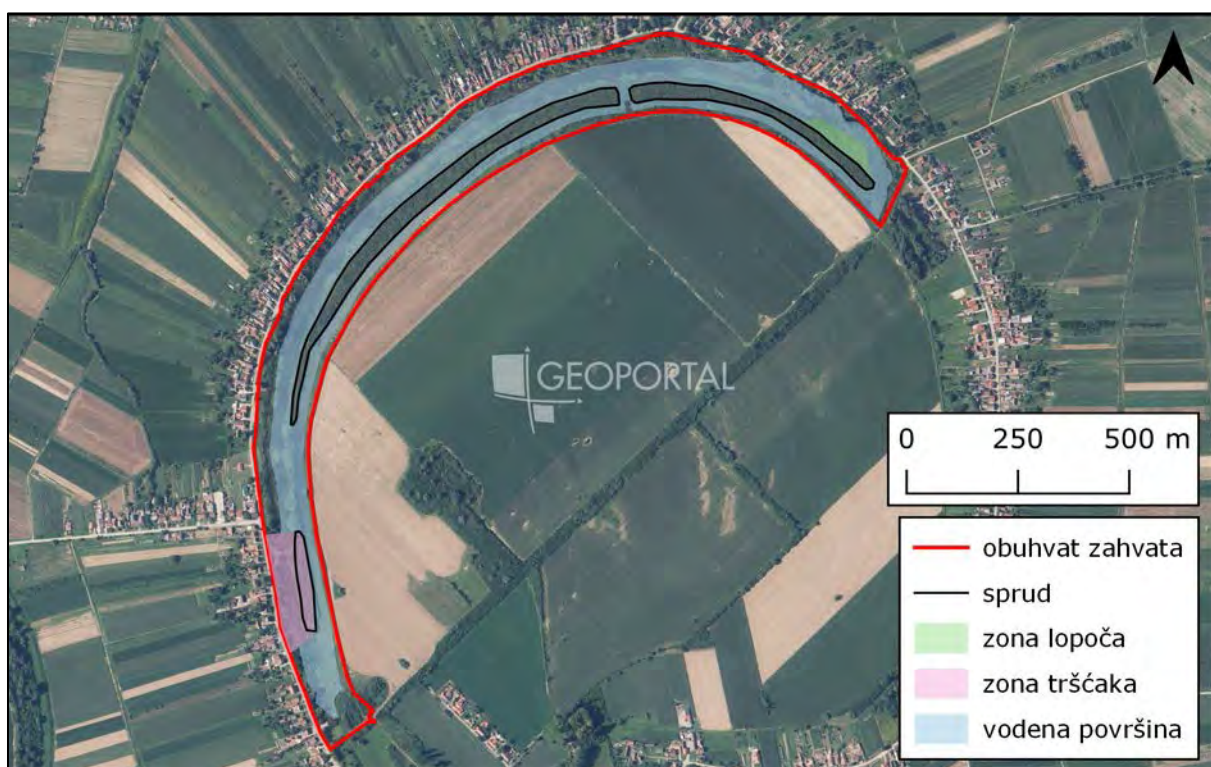 GEOPORTAL
0 250 500 m
obuhvat zahvata
sprud
zona lopoča
zona tršćaka
vodena površina